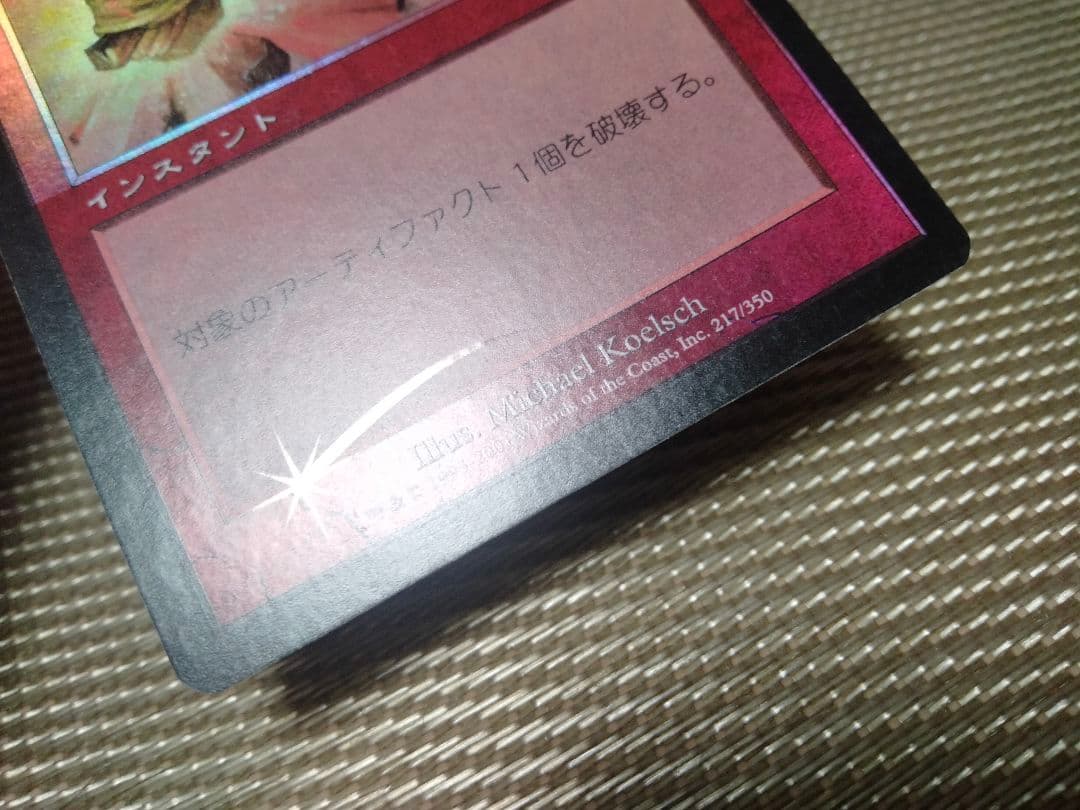 インスタント
対象のアーティファクト1個を破壊する。
Illus. Michael Koelsch
Wizards of the Coast, Inc. 217/350